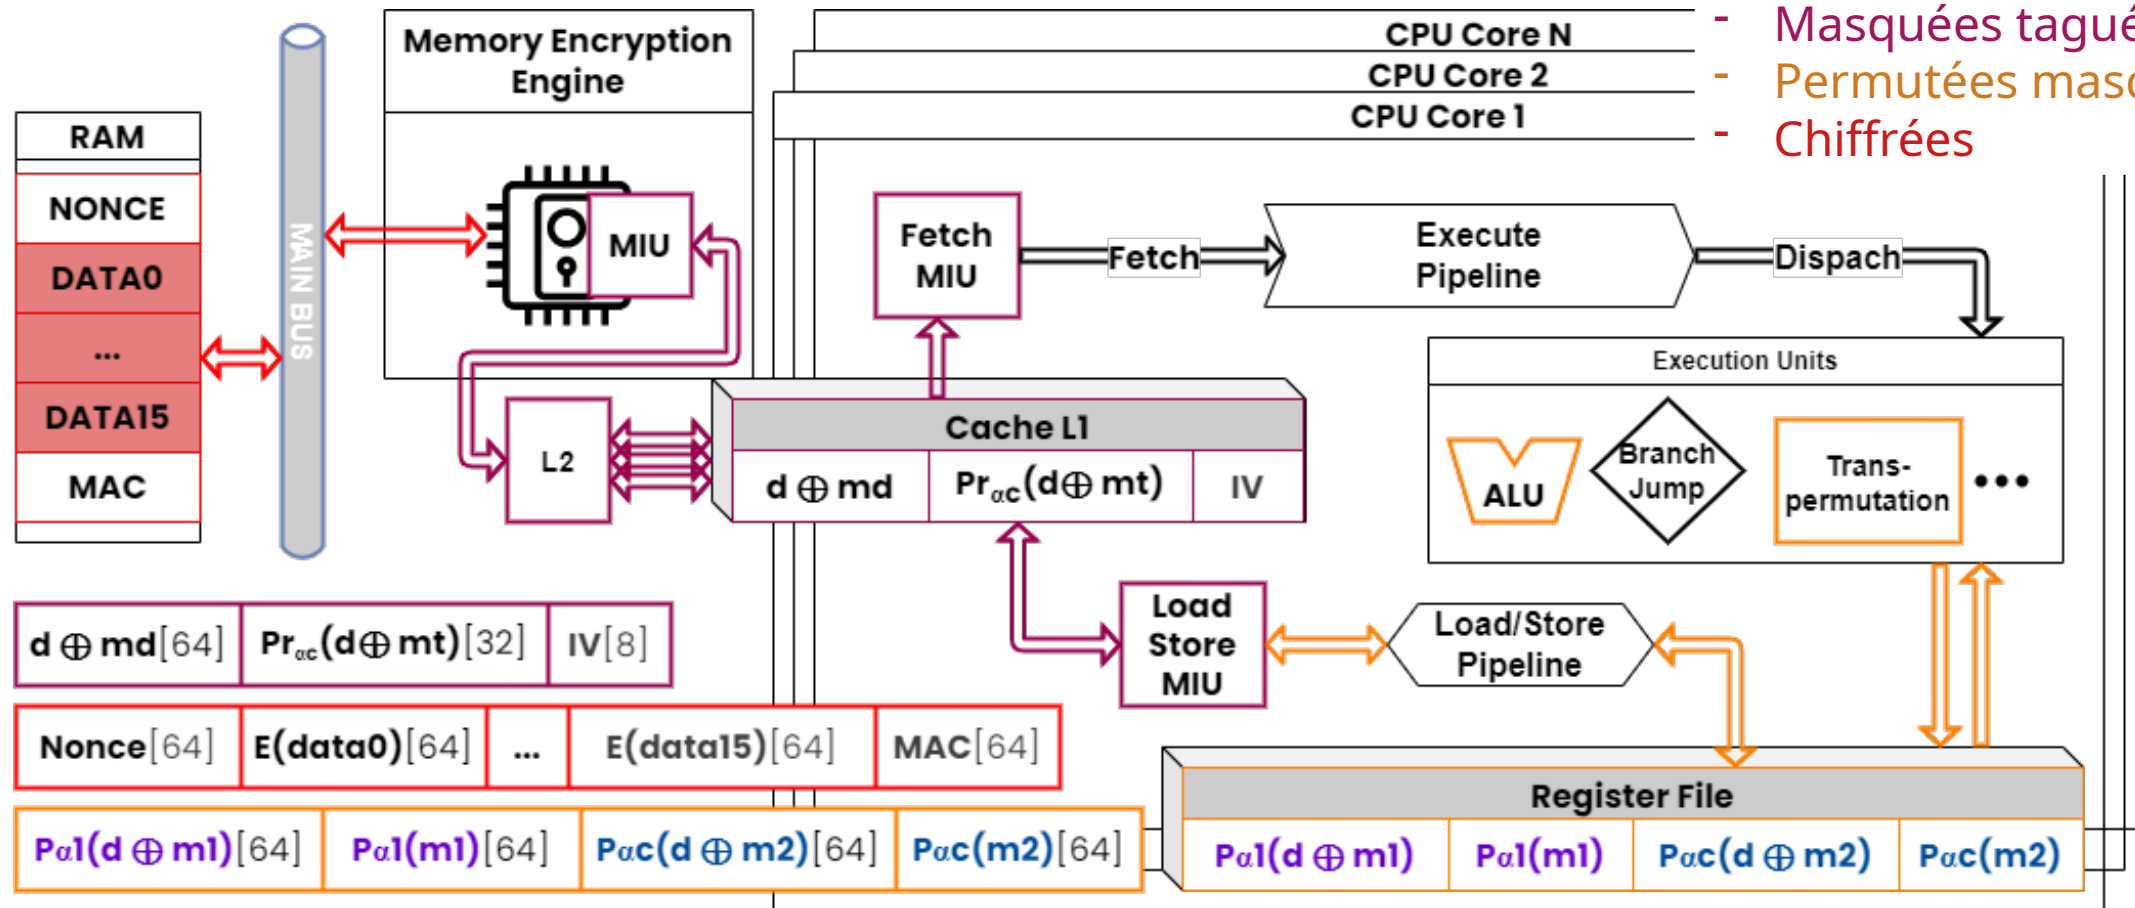 - Masquées tagué
- Permutées mas
- Chiffrées
CPU Core N
CPU Core 2
CPU Core 1
Memory Encryption
Engine
RAM
NONCE
DATA0
...
DATA15
MAC
MAIN BUS
MIU
Fetch
MIU
Fetch
Execute
Pipeline
Dispach
Execution Units
ALU
Branch
Jump
Trans-
permutation
•••
L2
Cache L1
d ⊕ md
Prαc(d⊕ mt)
IV
Load
Store
MIU
Load/Store
Pipeline
d ⊕ md[64]
Prαc(d⊕ mt)[32]
IV[8]
Nonce[64]
E(data0)[64]
...
E(data15)[64]
MAC[64]
Pα1(d ⊕ m1)[64]
Pα1(m1)[64]
Pαc(d ⊕ m2)[64]
Pαc(m2)[64]
Register File
Pα1(d ⊕ m1)
Pα1(m1)
Pαc(d ⊕ m2)
Pαc(m2)